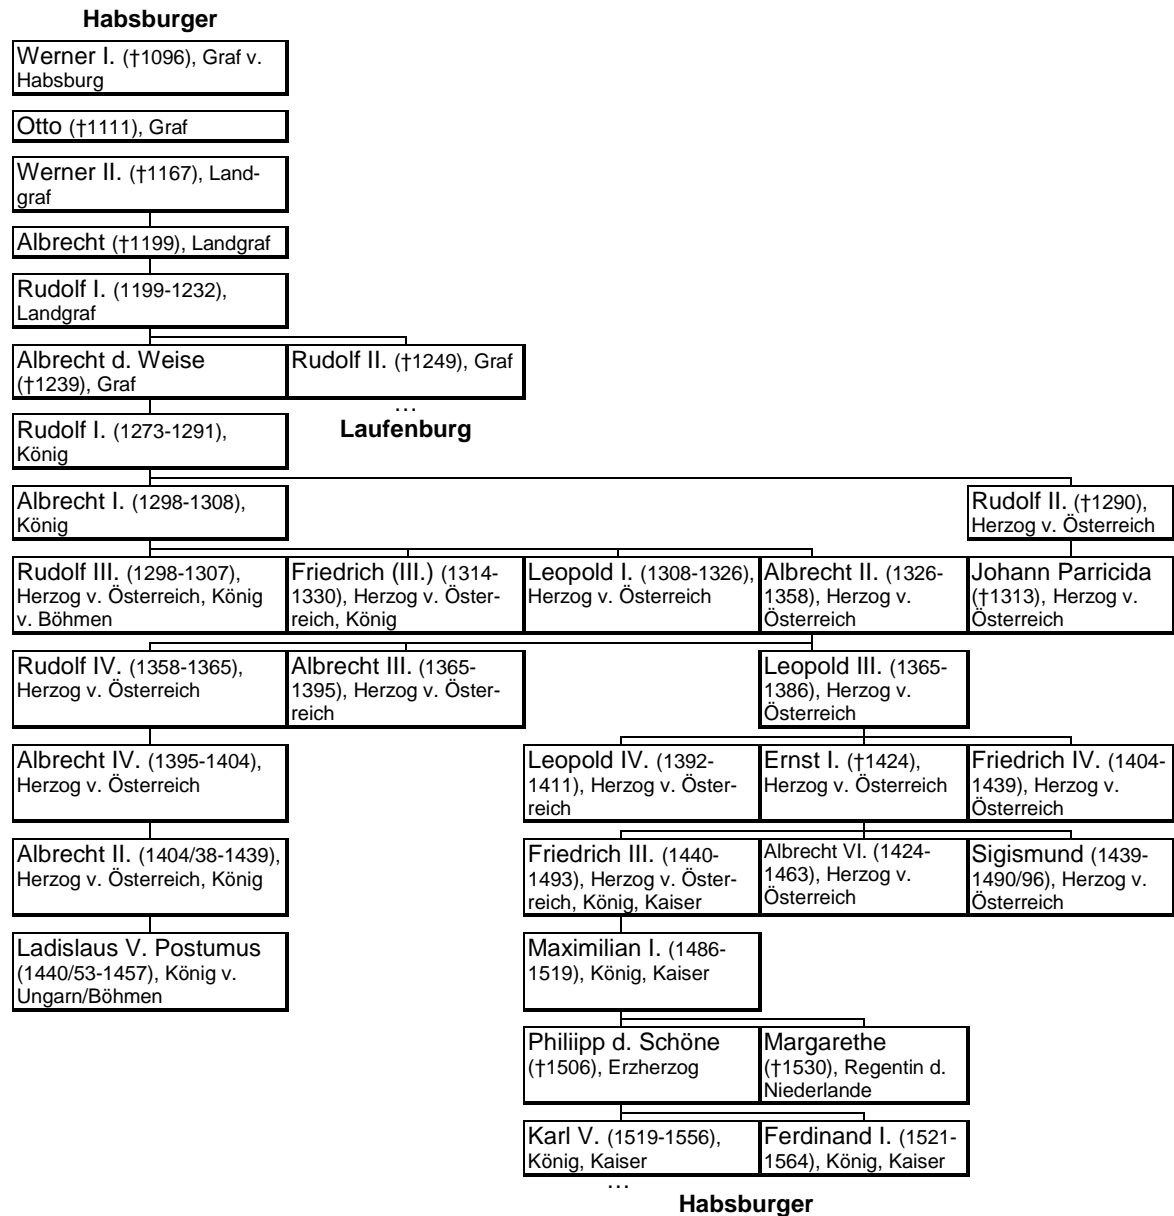 Habsburger
Werner I. (†1096), Graf v.
Habsburg
Otto (†1111), Graf
Werner II. (†1167), Land-
graf
Albrecht (†1199), Landgraf
Rudolf I. (1199-1232),
Landgraf
Albrecht d. Weise
(†1239), Graf
Rudolf II. (†1249), Graf
…
Laufenburg
Rudolf I. (1273-1291),
König
Albrecht I. (1298-1308),
König
Rudolf II. (†1290),
Herzog v. Österreich
Rudolf III. (1298-1307),
Herzog v. Österreich, König
v. Böhmen
Friedrich (III.) (1314-
1330), Herzog v. Öster-
reich, König
Leopold I. (1308-1326),
Herzog v. Österreich
Albrecht II. (1326-
1358), Herzog v.
Österreich
Johann Parricida
(†1313), Herzog v.
Österreich
Rudolf IV. (1358-1365),
Herzog v. Österreich
Albrecht III. (1365-
1395), Herzog v. Öster-
reich
Leopold III. (1365-
1386), Herzog v.
Österreich
Albrecht IV. (1395-1404),
Herzog v. Österreich
Leopold IV. (1392-
1411), Herzog v. Öster-
reich
Ernst I. (†1424),
Herzog v. Österreich
Friedrich IV. (1404-
1439), Herzog v.
Österreich
Albrecht II. (1404/38-1439),
Herzog v. Österreich, König
Friedrich III. (1440-
1493), Herzog v. Öster-
reich, König, Kaiser
Albrecht VI. (1424-
1463), Herzog v.
Österreich
Sigismund (1439-
1490/96), Herzog v.
Österreich
Ladislaus V. Postumus
(1440/53-1457), König v.
Ungarn/Böhmen
Maximilian I. (1486-
1519), König, Kaiser
Philiipp d. Schöne
(†1506), Erzherzog
Margarethe
(†1530), Regentin d.
Niederlande
Karl V. (1519-1556),
König, Kaiser
Ferdinand I. (1521-
1564), König, Kaiser
…
Habsburger